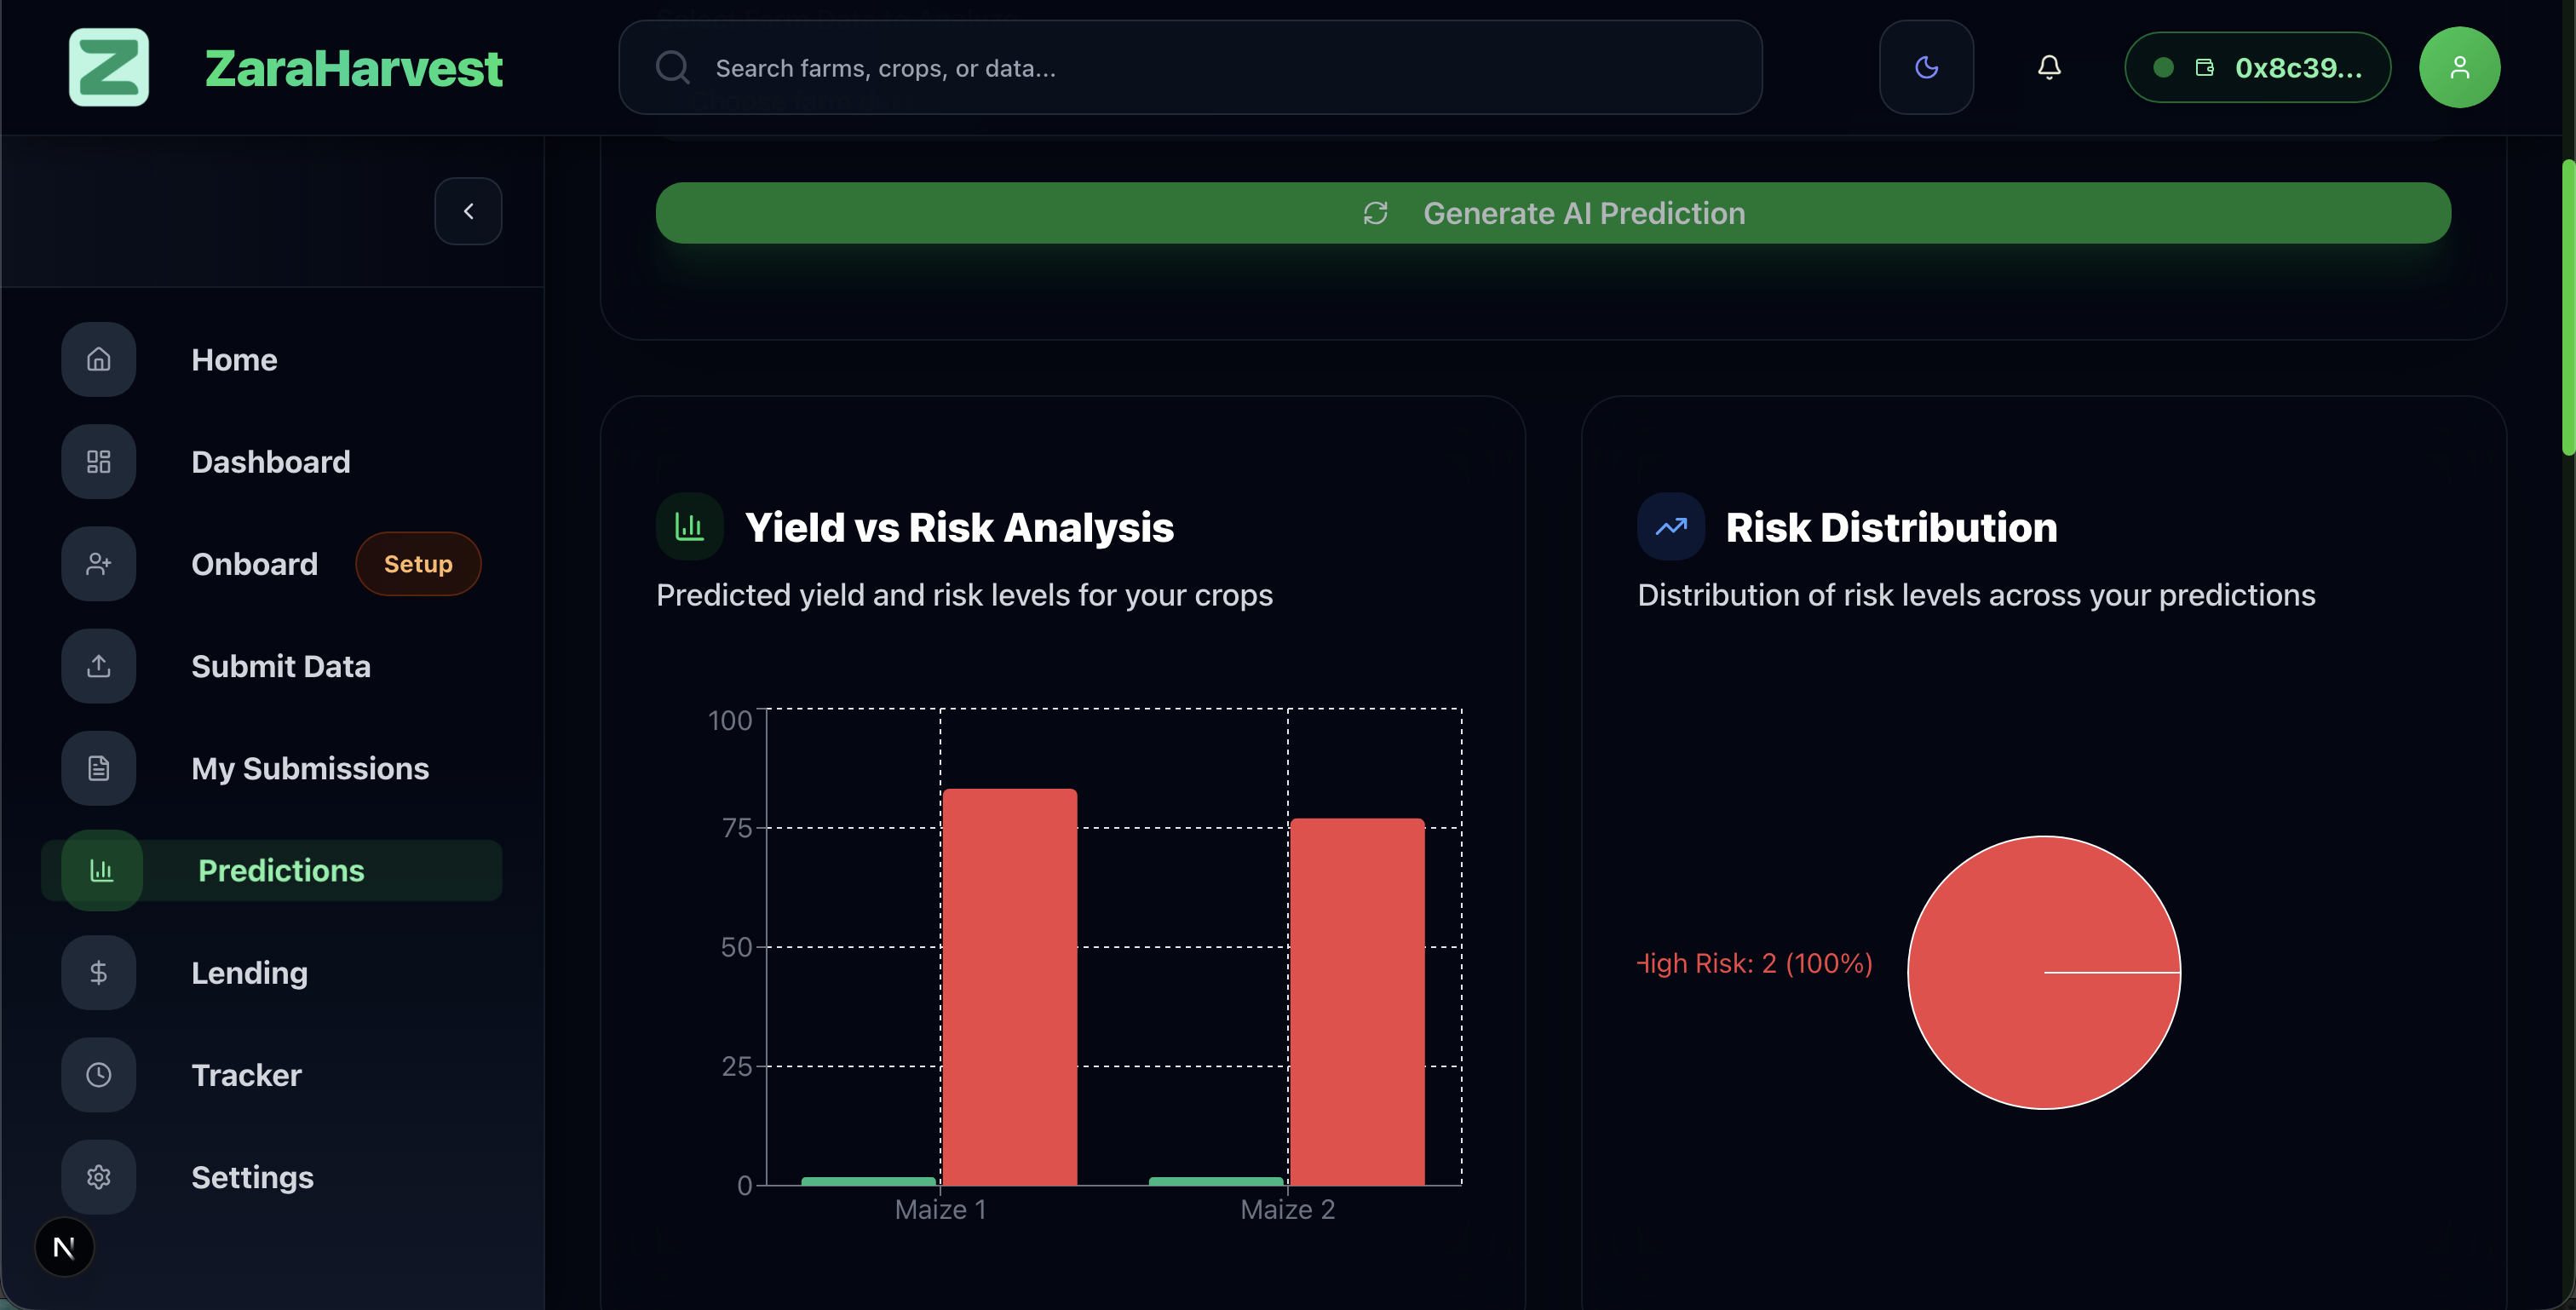 ZaraHarvest
Search farms, crops, or data...
0x8c39...
Generate AI Prediction
Home
Dashboard
Onboard
Setup
Submit Data
My Submissions
Predictions
Lending
Tracker
Settings
Yield vs Risk Analysis
Predicted yield and risk levels for your crops
100
75
50
25
0
Maize 1
Maize 2
Risk Distribution
Distribution of risk levels across your predictions
High Risk: 2 (100%)
N